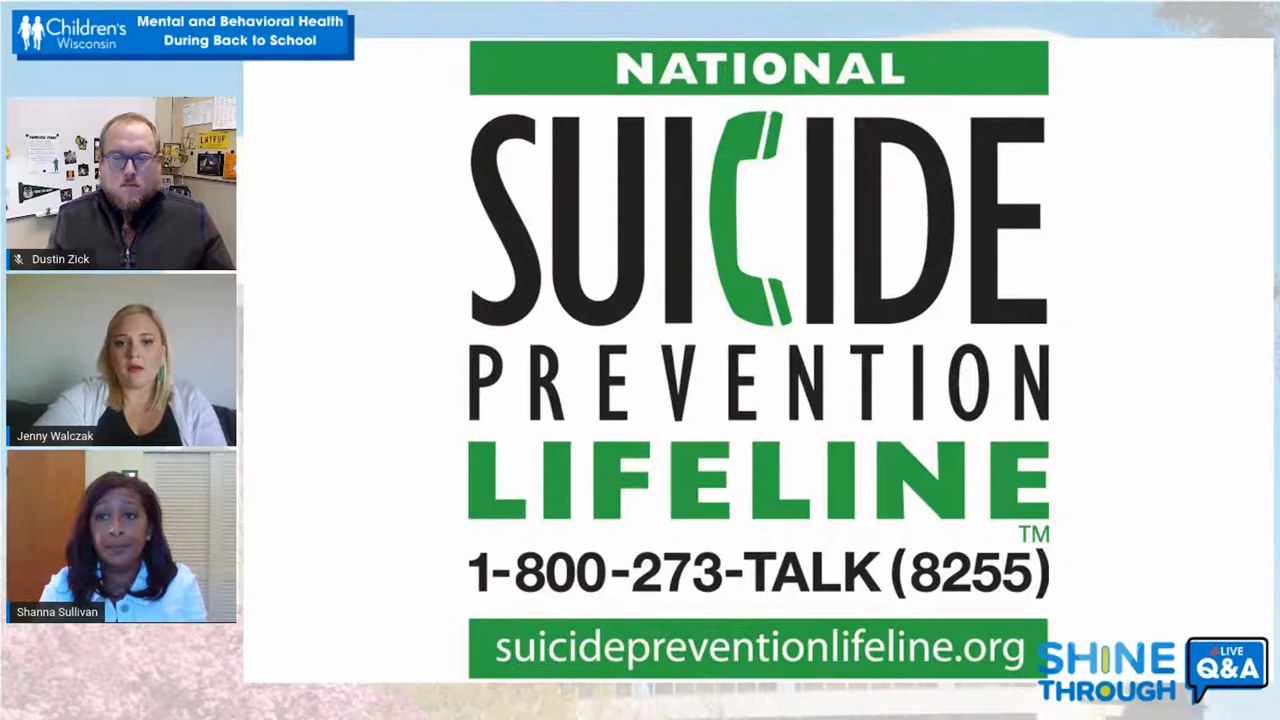 Children's
Wisconsin
Mental and Behavioral Health
During Back to School
Dustin Zick
Jenny Walczak
Shanna Sullivan
NATIONAL
SUICIDE
PREVENTION
LIFELINE
TM
1-800-273-TALK (8255)
suicidepreventionlifeline.org
SHINE
THROUGH
LIVE
Q&A